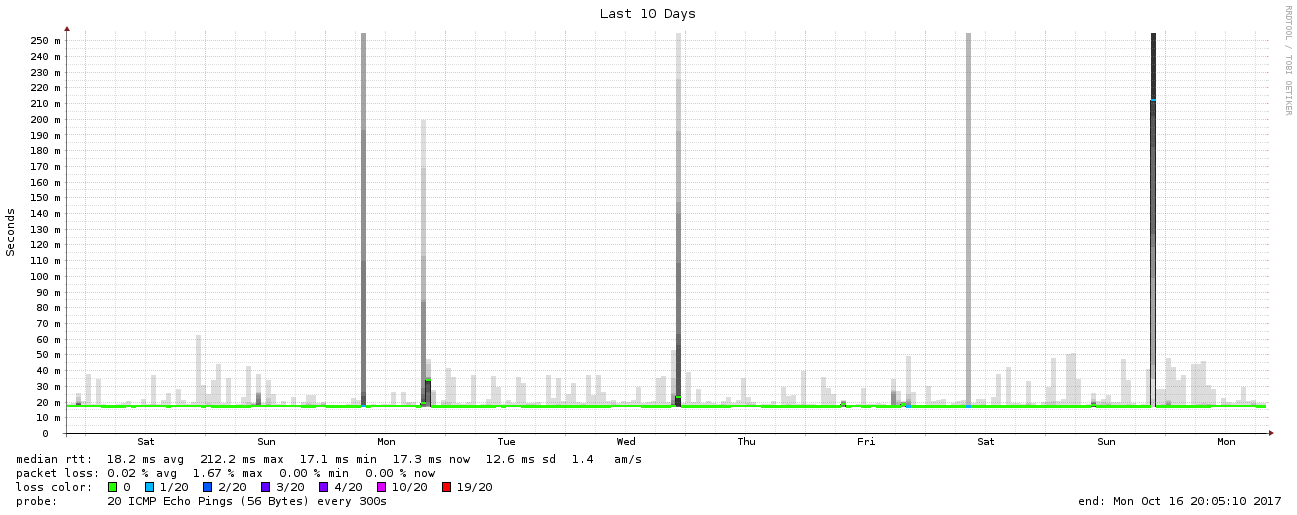 Last 10 Days
RRDTOOL / TOBI OETIKER
Seconds
250 m
240 m
230 m
220 m
210 m
200 m
190 m
180 m
170 m
160 m
150 m
140 m
130 m
120 m
110 m
100 m
90 m
80 m
70 m
60 m
50 m
40 m
30 m
20 m
10 m
0
Sat Sun Mon Tue Wed Thu Fri Sat Sun Mon
median rtt: 18.2 ms avg 212.2 ms max 17.1 ms min 17.3 ms now 12.6 ms sd 1.4 am/s
packet loss: 0.02 % avg 1.67 % max 0.00 % min 0.00 % now
loss color: 0 1/20 2/20 3/20 4/20 10/20 19/20
probe: 20 ICMP Echo Pings (56 Bytes) every 300s end: Mon Oct 16 20:05:10 2017